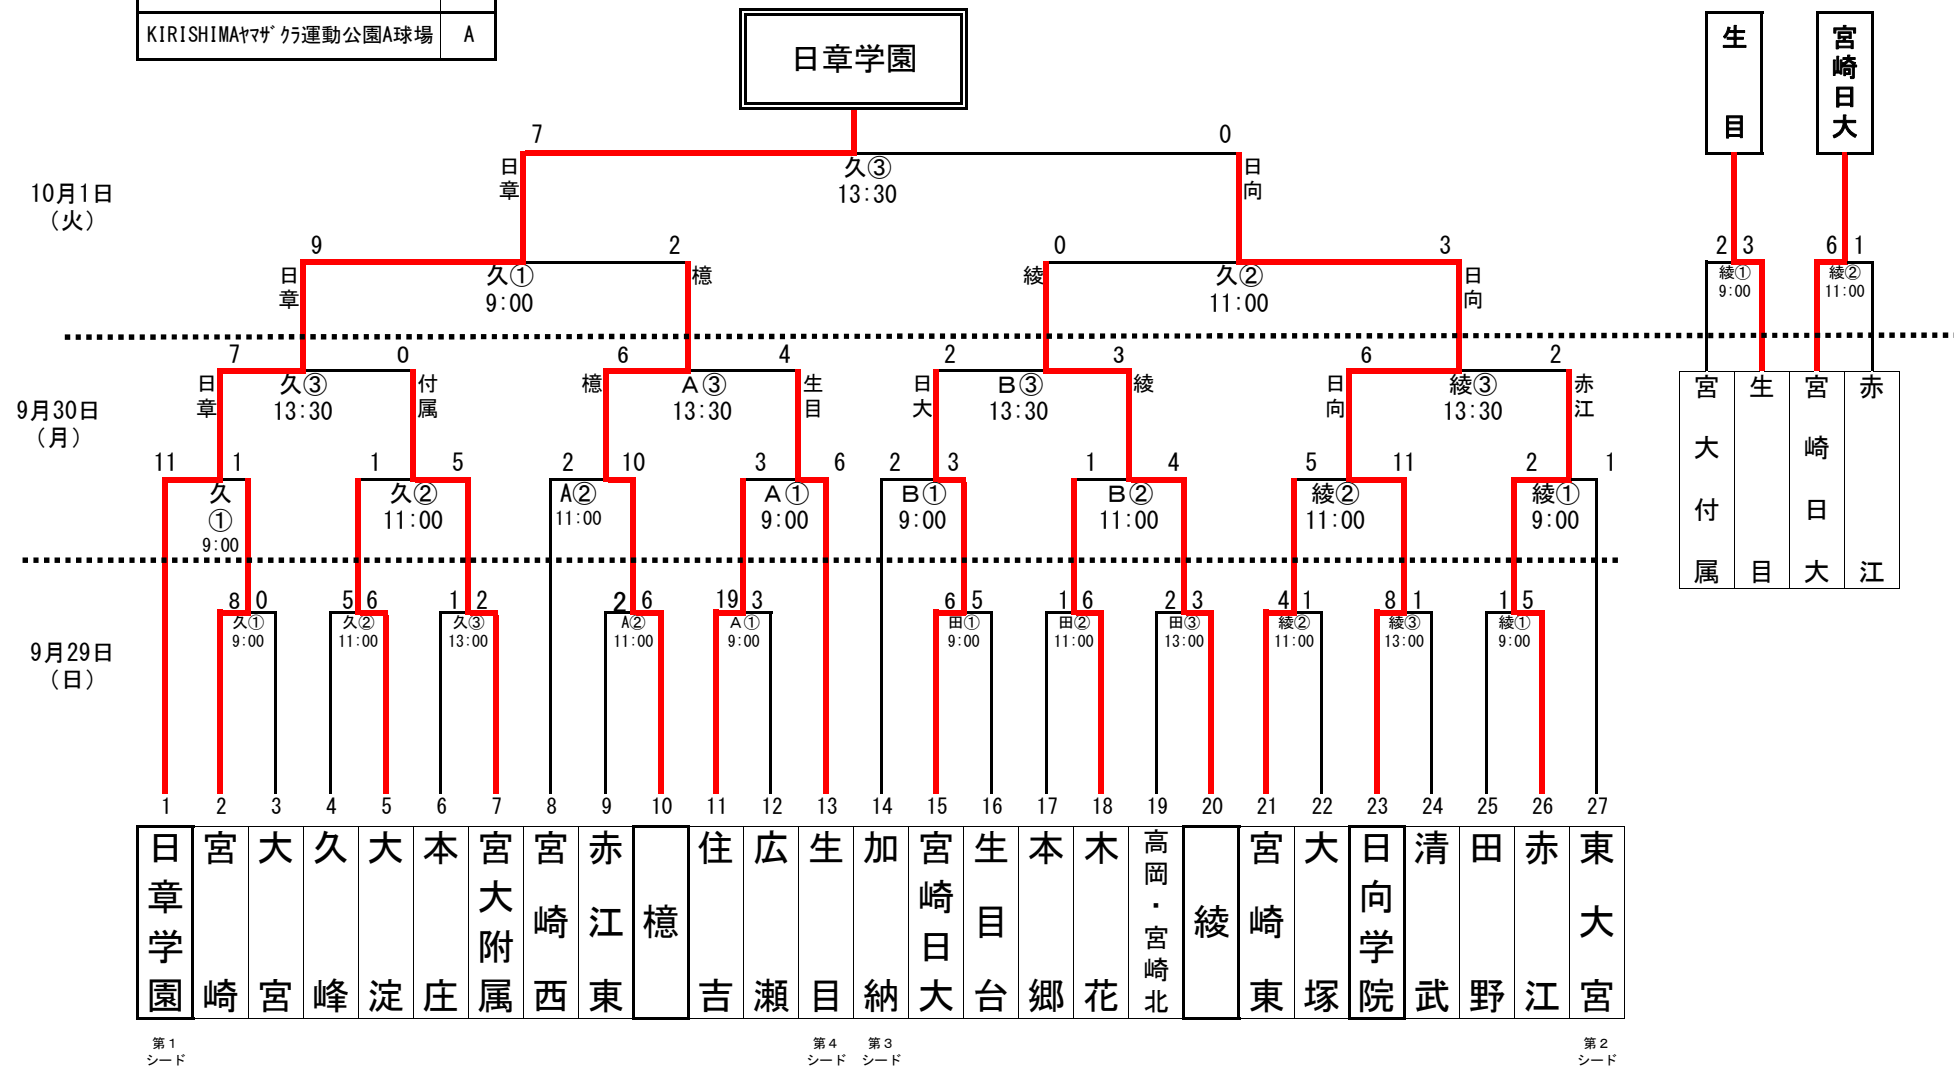 KIRISHIMAヤマザクラ運動公園A球場 A
日章学園
生目
宮崎日大
7 0
日章 久③ 日向
13:30
10月1日
（火）
9 2 0 3
日章 久① 檍 綾 久② 日向
9:00 11:00
2 3 6 1
綾① 綾②
9:00 11:00
7 0 6 4 2 3 6 2
日章 久③ 付属 檍 A③ 生目 日大 B③ 綾 日向 綾③ 赤江
13:30 13:30 13:30 13:30
9月30日
（月）
宮大付属 生目 宮崎日大 赤江
11 1 1 5 2 10 3 6 2 3 1 4 5 11 2 1
久① 久② A② A① B① B② 綾② 綾①
9:00 11:00 11:00 9:00 9:00 11:00 11:00 9:00
8 0 5 6 1 2 2 6 19 3 6 5 1 6 2 3 4 1 8 1 1 5
久① 久② 久③ A② A① 田① 田② 田③ 綾② 綾③ 綾①
9:00 11:00 13:00 11:00 9:00 9:00 11:00 13:00 11:00 13:00 9:00
9月29日
（日）
1 2 3 4 5 6 7 8 9 10 11 12 13 14 15 16 17 18 19 20 21 22 23 24 25 26 27
日章学園 宮崎 大宮 久峰 大淀 本庄 宮大附属 宮崎西 赤江東 檍 住吉 広瀬 生目 加納 宮崎日大 生目台 本郷 木花 高岡・宮崎北 綾 宮崎東 大塚 日向学院 清武 田野 赤江 東大宮
第1 第4 第3 第2
シード シード シード シード